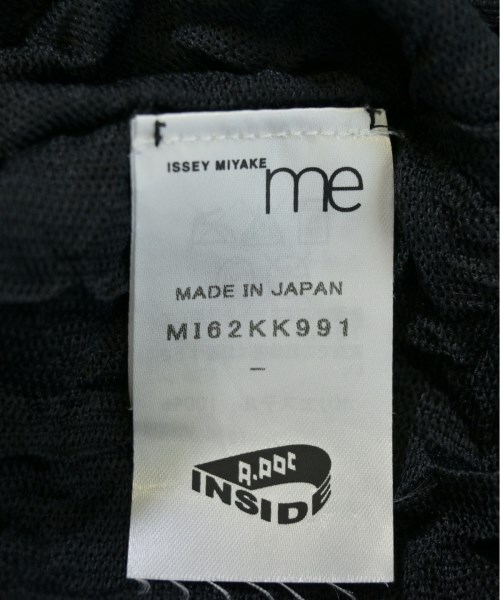 ISSEY MIYAKE
me
MADE IN JAPAN
MI62KK991
–
A.POC
INSIDE